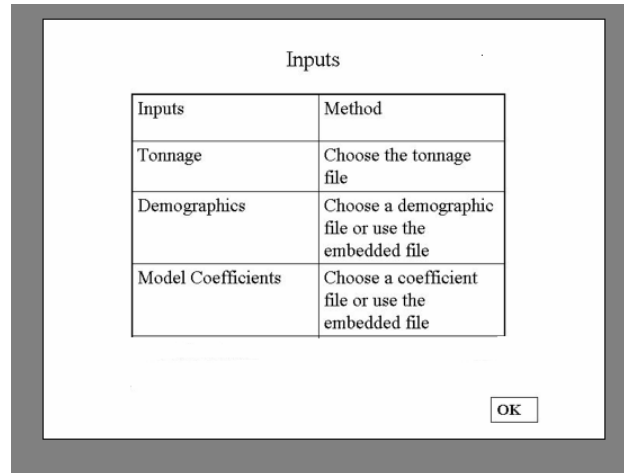 Inputs
Inputs Method
Tonnage Choose the tonnage
file
Demographics Choose a demographic
file or use the
embedded file
Model Coefficients Choose a coefficient
file or use the
embedded file
OK